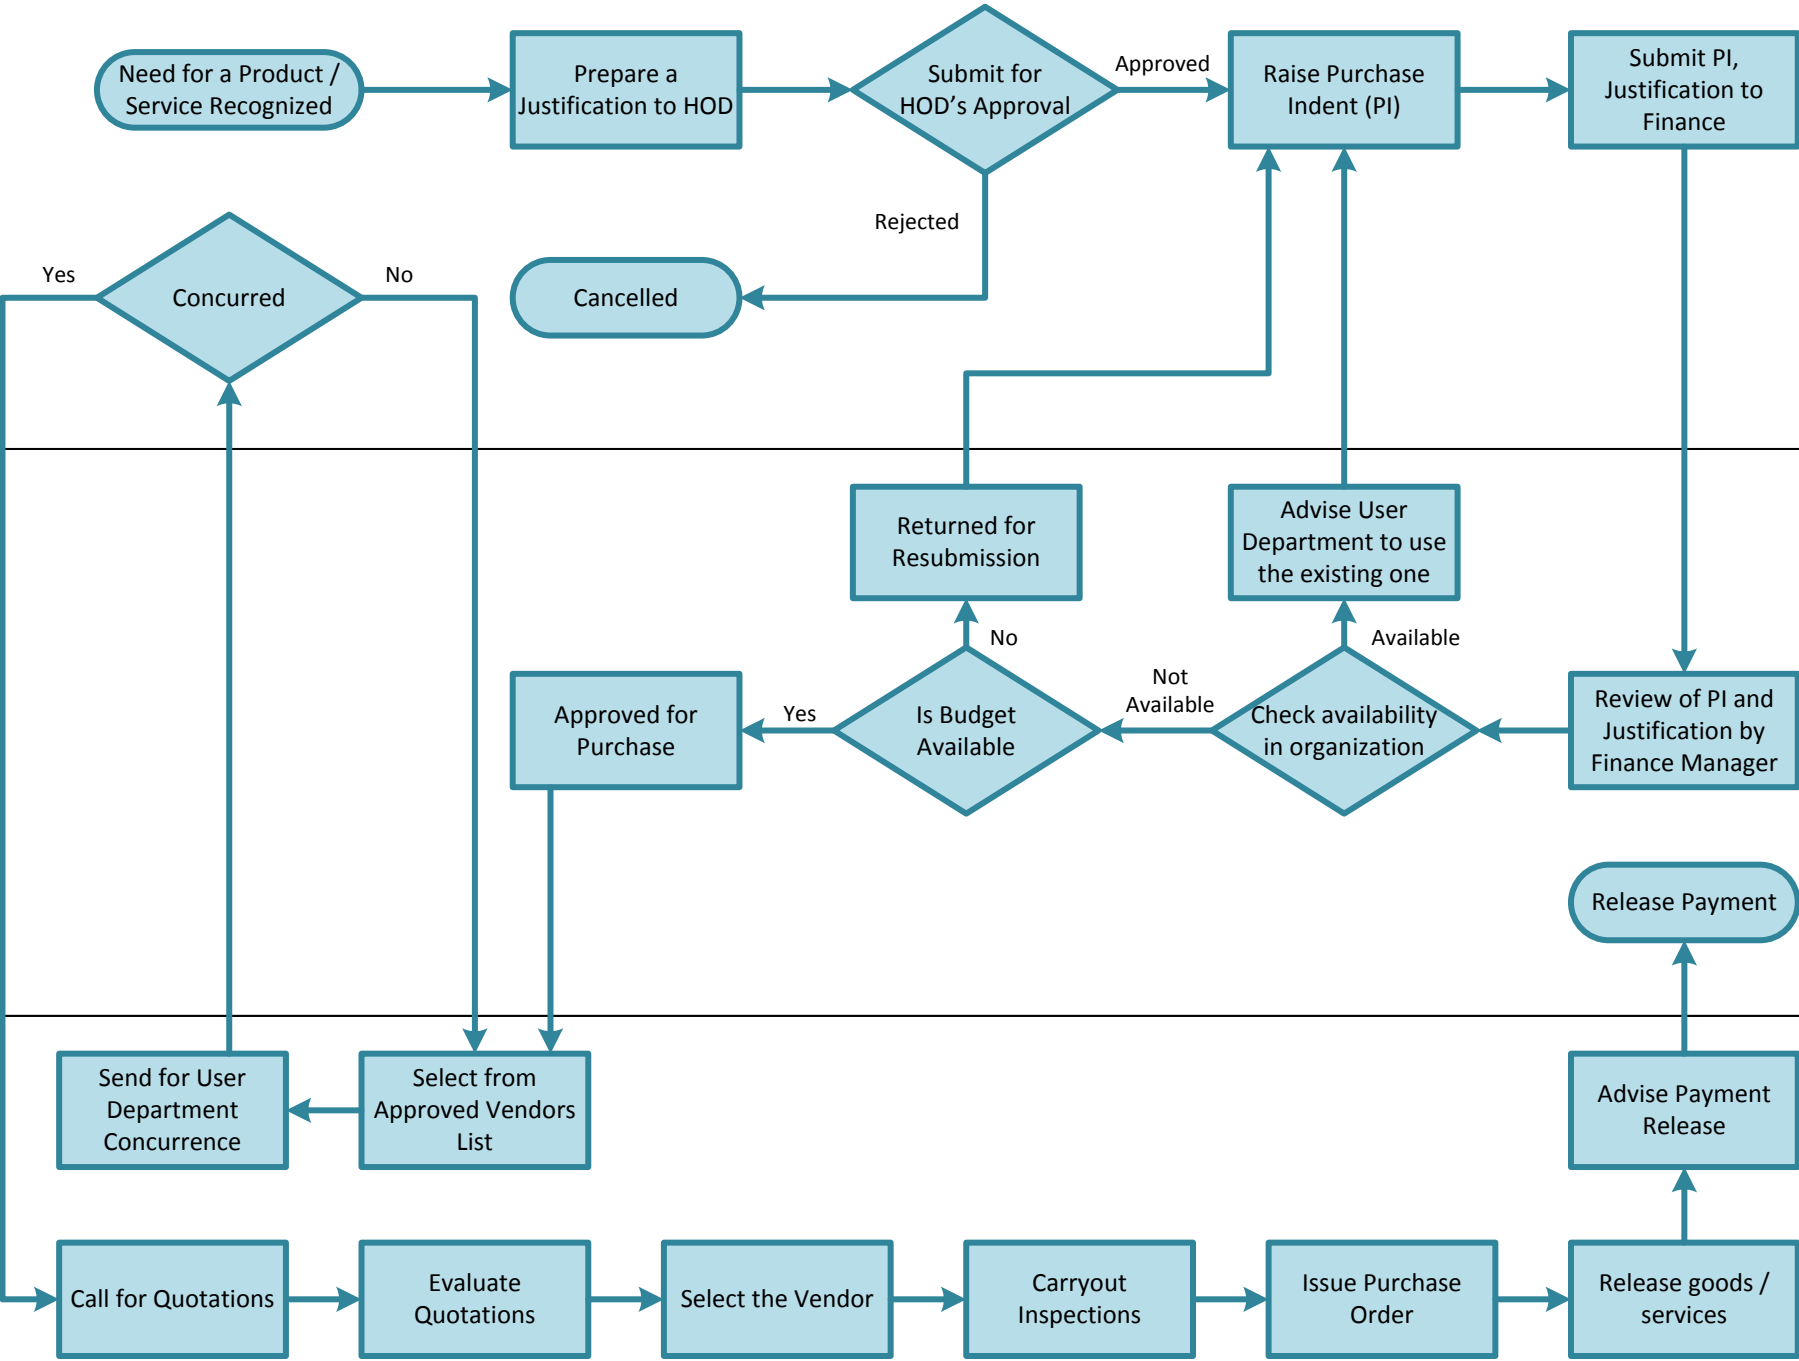 Need for a Product /
Service Recognized
Prepare a
Justification to HOD
Submit for
HOD's Approval
Approved
Raise Purchase
Indent (PI)
Submit PI,
Justification to
Finance
Rejected
Yes
Concurred
No
Cancelled
Returned for
Resubmission
Advise User
Department to use
the existing one
No
Available
Approved for
Purchase
Yes
Is Budget
Available
Not
Available
Check availability
in organization
Review of PI and
Justification by
Finance Manager
Release Payment
Send for User
Department
Concurrence
Select from
Approved Vendors
List
Advise Payment
Release
Call for Quotations
Evaluate
Quotations
Select the Vendor
Carryout
Inspections
Issue Purchase
Order
Release goods /
services